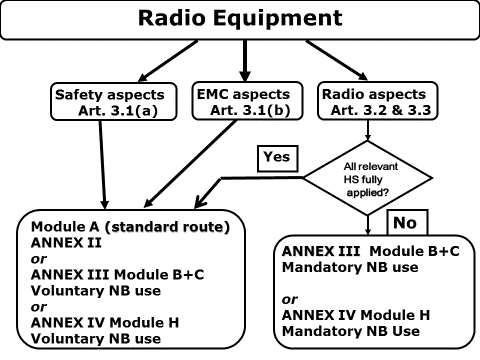 Radio Equipment
Safety aspects
Art. 3.1(a)
EMC aspects
Art. 3.1(b)
Radio aspects
Art. 3.2 & 3.3
Yes
All relevant
HS fully
applied?
No
Module A (standard route)
ANNEX II
or
ANNEX III Module B+C
Voluntary NB use
or
ANNEX IV Module H
Voluntary NB use
ANNEX III Module B+C
Mandatory NB use
or
ANNEX IV Module H
Mandatory NB Use